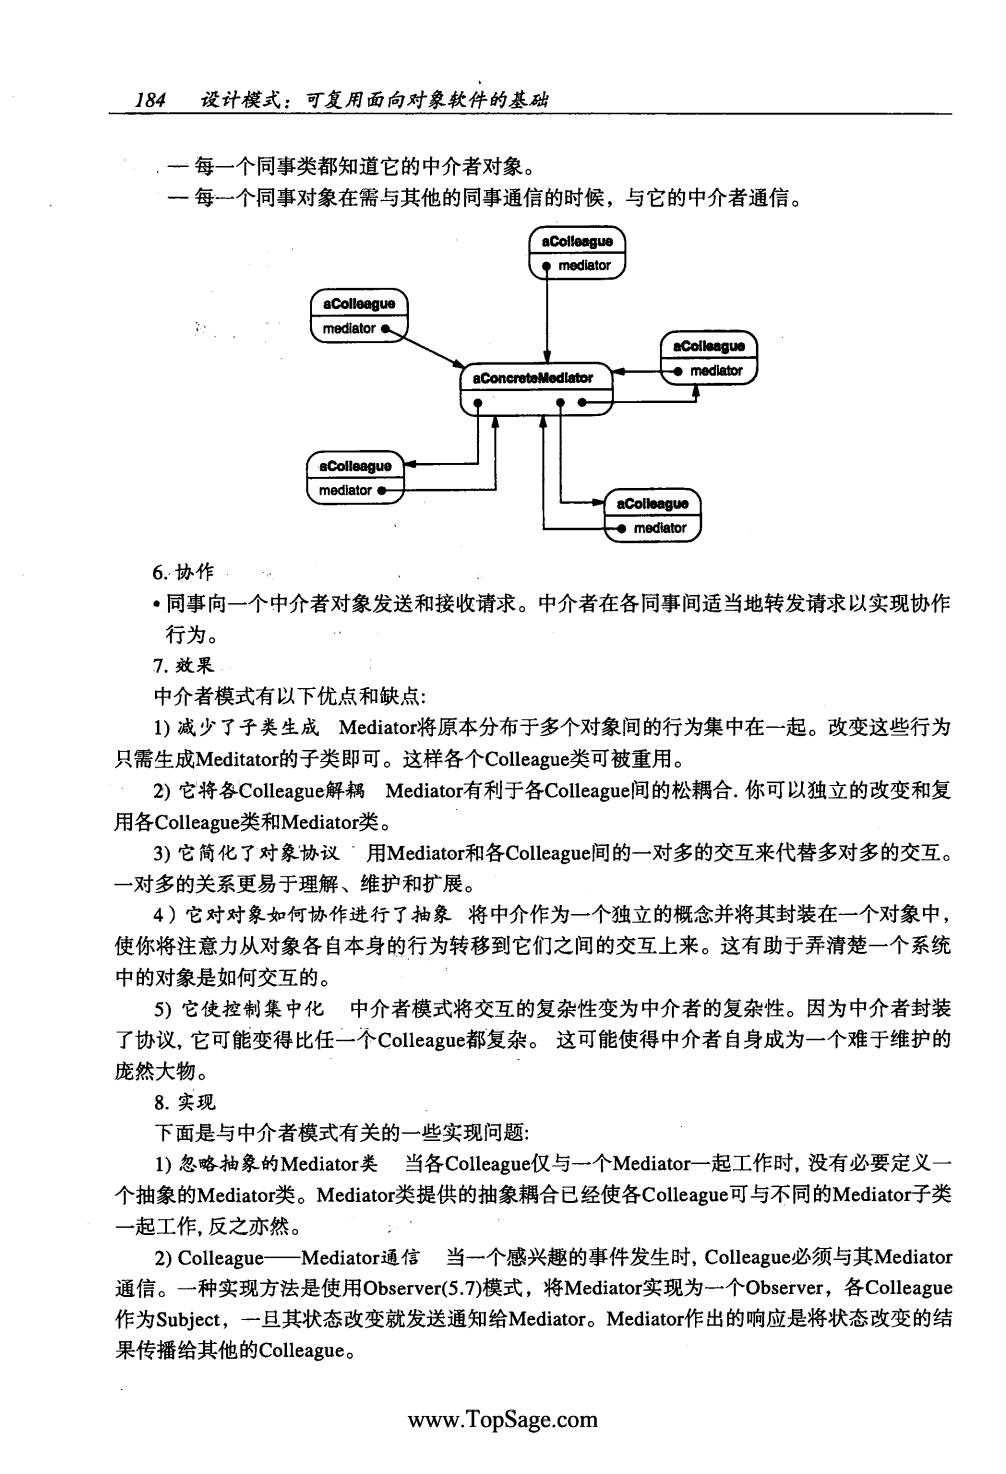 184 设计模式：可复用面向对象软件的基础
— 每一个同事类都知道它的中介者对象。
— 每一个同事对象在需与其他的同事通信的时候，与它的中介者通信。
aColleague
mediator
aColleague
mediator
aColleague
mediator
aConcreteMediator
aColleague
mediator
aColleague
mediator
6. 协作
• 同事向一个中介者对象发送和接收请求。中介者在各同事间适当地转发请求以实现协作
行为。
7. 效果
中介者模式有以下优点和缺点:
1) 减少了子类生成 Mediator将原本分布于多个对象间的行为集中在一起。改变这些行为
只需生成Meditator的子类即可。这样各个Colleague类可被重用。
2) 它将各Colleague解耦 Mediator有利于各Colleague间的松耦合. 你可以独立的改变和复
用各Colleague类和Mediator类。
3) 它简化了对象协议 用Mediator和各Colleague间的一对多的交互来代替多对多的交互。
一对多的关系更易于理解、维护和扩展。
4）它对对象如何协作进行了抽象 将中介作为一个独立的概念并将其封装在一个对象中，
使你将注意力从对象各自本身的行为转移到它们之间的交互上来。这有助于弄清楚一个系统
中的对象是如何交互的。
5) 它使控制集中化 中介者模式将交互的复杂性变为中介者的复杂性。因为中介者封装
了协议, 它可能变得比任一个Colleague都复杂。 这可能使得中介者自身成为一个难于维护的
庞然大物。
8. 实现
下面是与中介者模式有关的一些实现问题:
1) 忽略抽象的Mediator类 当各Colleague仅与一个Mediator一起工作时, 没有必要定义一
个抽象的Mediator类。Mediator类提供的抽象耦合已经使各Colleague可与不同的Mediator子类
一起工作, 反之亦然。
2) Colleague——Mediator通信 当一个感兴趣的事件发生时, Colleague必须与其Mediator
通信。一种实现方法是使用Observer(5.7)模式，将Mediator实现为一个Observer，各Colleague
作为Subject，一旦其状态改变就发送通知给Mediator。Mediator作出的响应是将状态改变的结
果传播给其他的Colleague。
www.TopSage.com